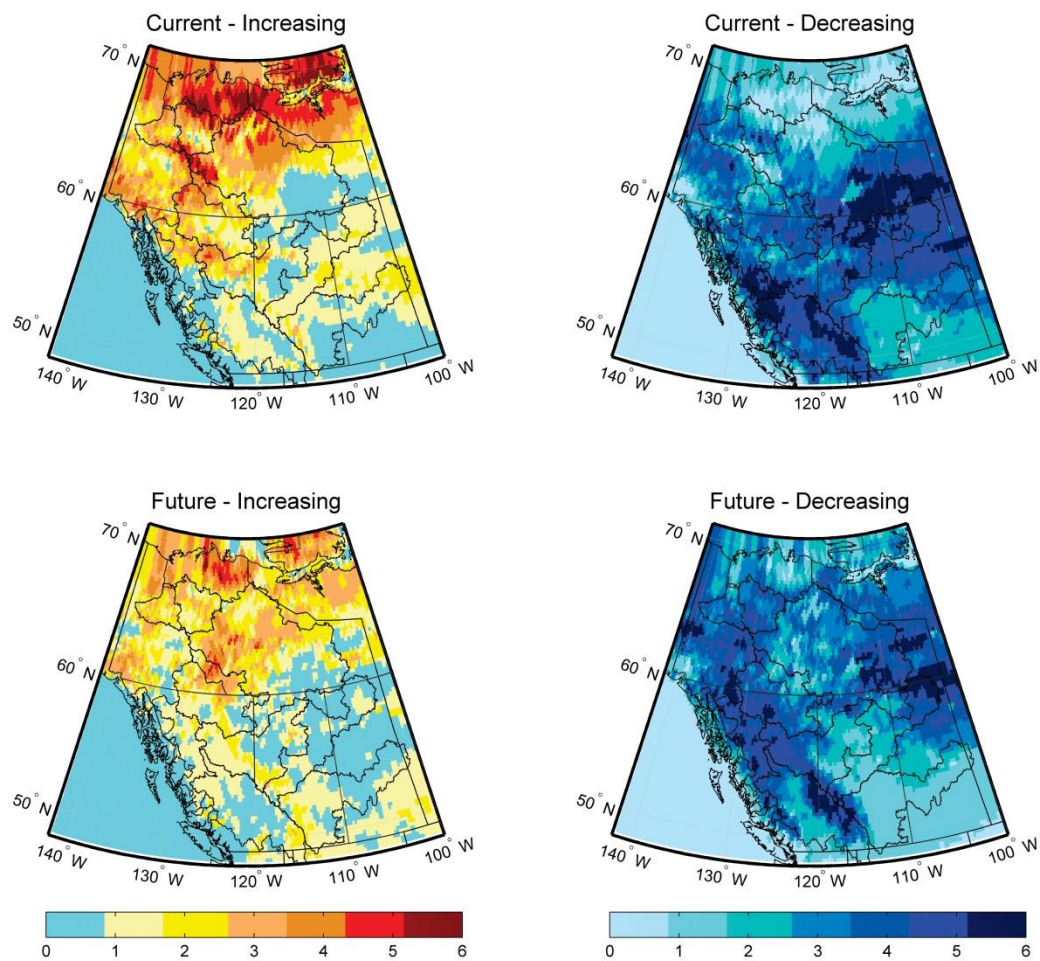 Current - Increasing
Current - Decreasing
70° N
60° N
50° N
140° W
130° W
120° W
110° W
100° W
70° N
60° N
50° N
140° W
130° W
120° W
110° W
100° W
Future - Increasing
Future - Decreasing
70° N
60° N
50° N
140° W
130° W
120° W
110° W
100° W
70° N
60° N
50° N
140° W
130° W
120° W
110° W
100° W
0 1 2 3 4 5 6
0 1 2 3 4 5 6